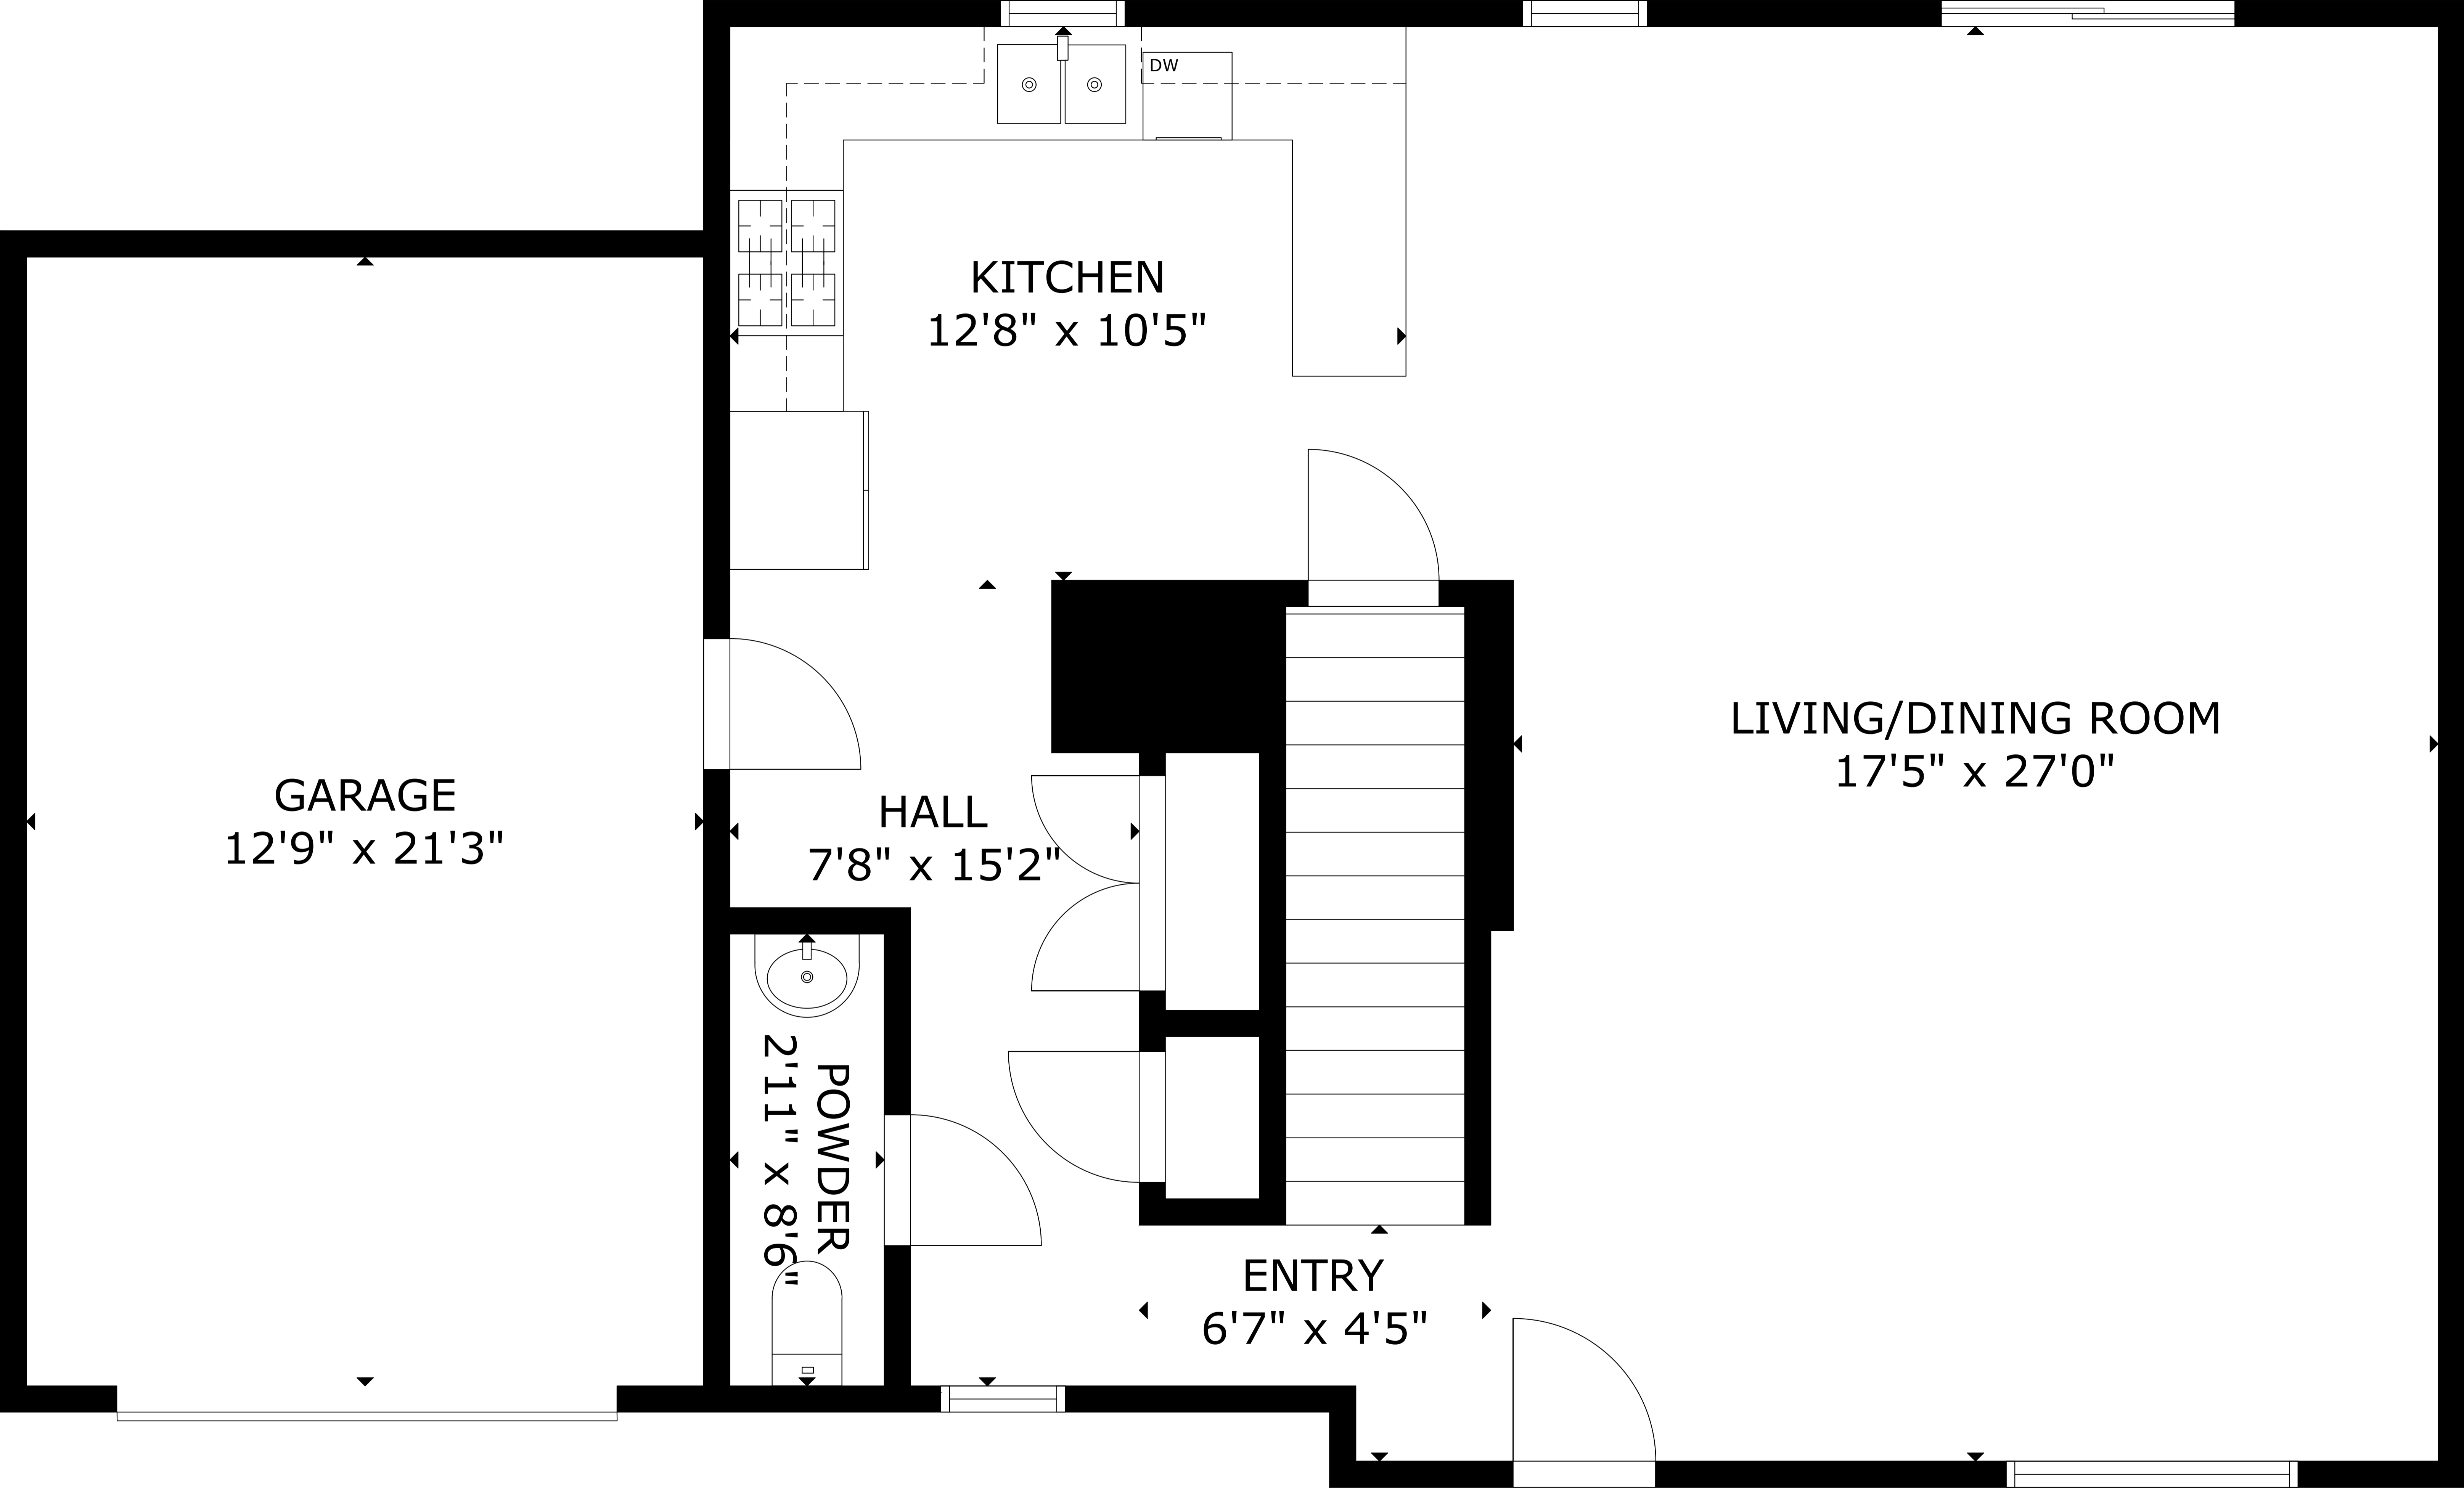 DW
KITCHEN
12'8" x 10'5"
LIVING/DINING ROOM
17'5" x 27'0"
GARAGE
12'9" x 21'3"
HALL
7'8" x 15'2"
POWDER
2'11" x 8'6"
ENTRY
6'7" x 4'5"